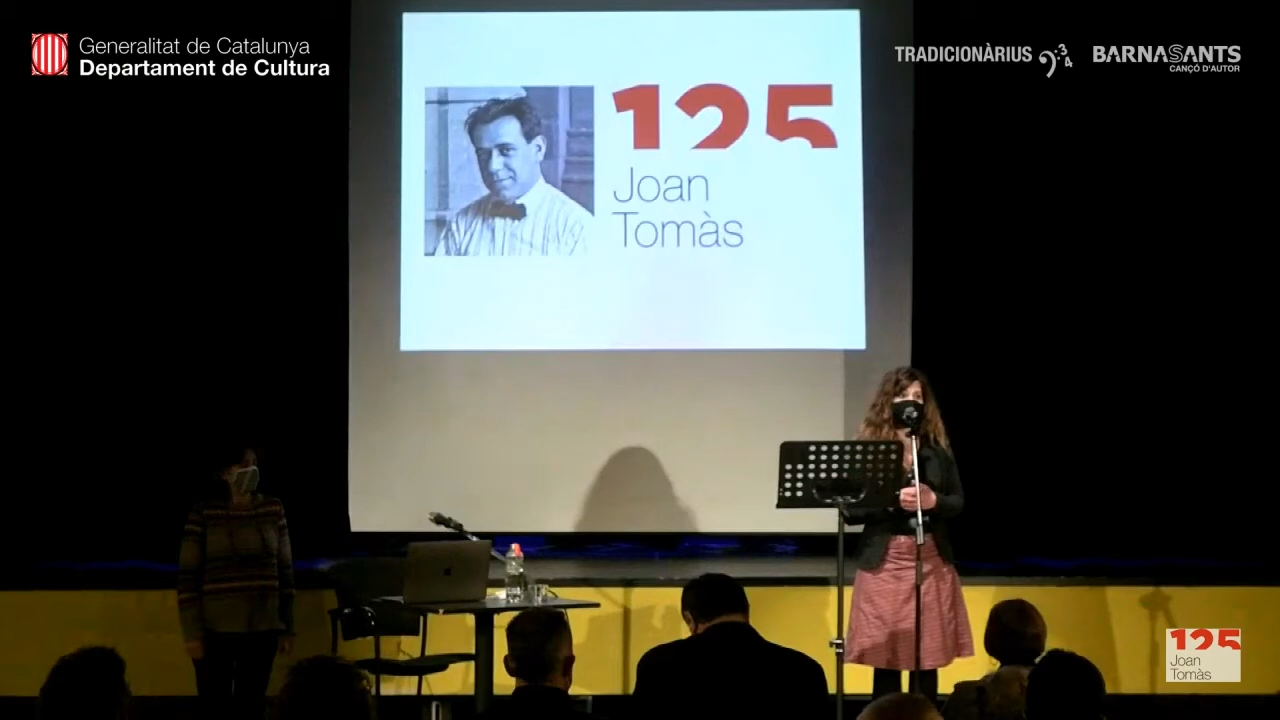 Generalitat de Catalunya
Departament de Cultura
TRADICIONÀRIUS
BARNASANTS
CANÇÓ D'AUTOR
125
Joan
Tomàs
125
Joan
Tomàs